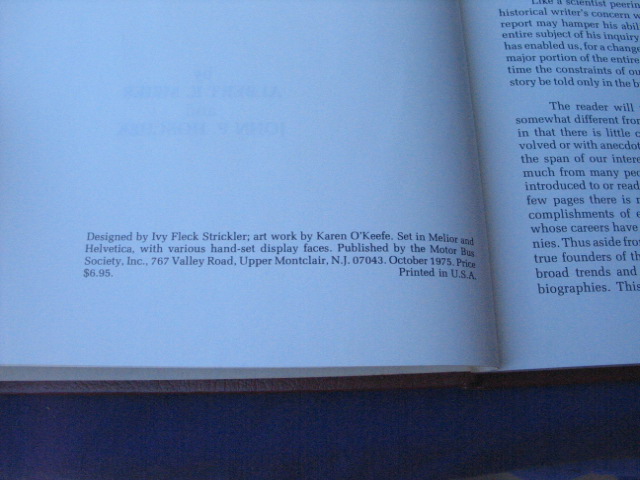 Designed by Ivy Fleck Strickler; art work by Karen O'Keefe. Set in Melior and
Helvetica, with various hand-set display faces. Published by the Motor Bus
Society, Inc., 767 Valley Road, Upper Montclair, N.J. 07043. October 1975. Price
$6.95. Printed in U.S.A.
Like a scientist peering
historical writer's concern w
report may hamper his abil
entire subject of his inquiry
has enabled us, for a change
major portion of the entire
time the constraints of ou
story be told only in the b
The reader will
somewhat different from
in that there is little c
volved or with anecdot
the span of our intere
much from many peo
introduced to or read
few pages there is n
complishments of
whose careers have
nies. Thus aside from
true founders of th
broad trends and
biographies. This